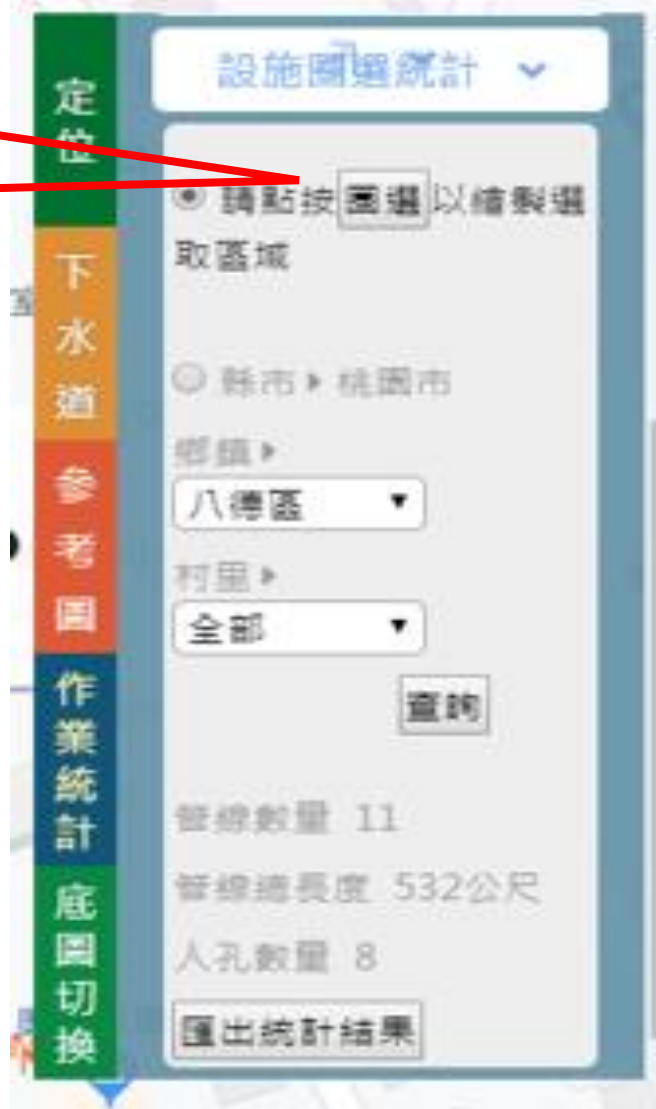 設施圈選統計
請點按圈選以繪製選
取區域
縣市 桃園市
鄉鎮
八德區
村里
全部
查詢
管線數量 11
管線總長度 532公尺
人孔數量 8
匯出統計結果
定位
下水道
參考圖
作業統計
底圖切換